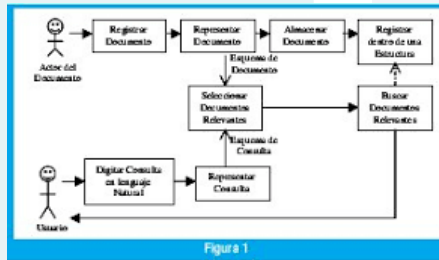 Registrar
Documento
Representar
Documento
Almacenar
Documento
Registrar
dentro de una
Estructura
Actor del
Documento
Esquema de
Documento
Seleccionar
Documentos
Relevantes
Buscar
Documentos
Relevantes
Esquema de
Consulta
Digitar Consulta
en lenguaje
Natural
Representar
Consulta
Usuario
Figura 1